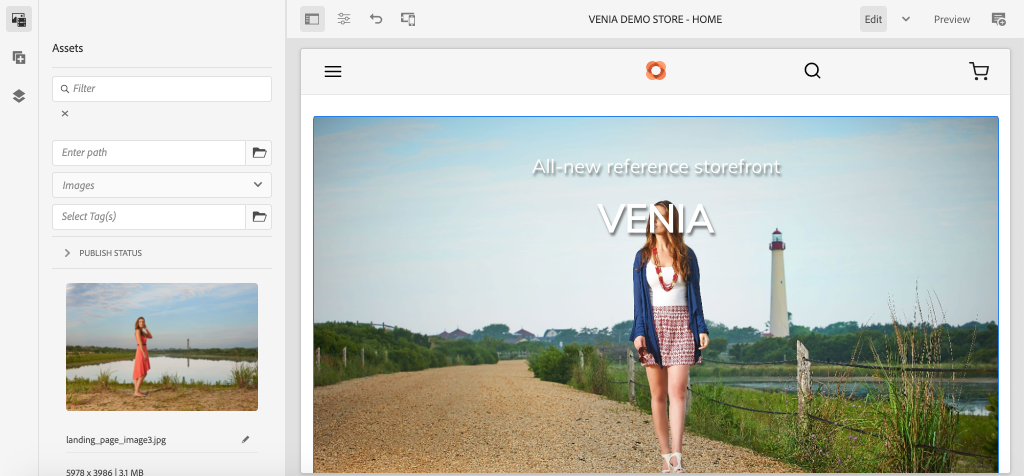 VENIA DEMO STORE - HOME
Edit
Preview
Assets
Filter
Enter path
Images
Select Tag(s)
PUBLISH STATUS
landing_page_image3.jpg
5978 x 3986 | 3.1 MB
All-new reference storefront
VENIA